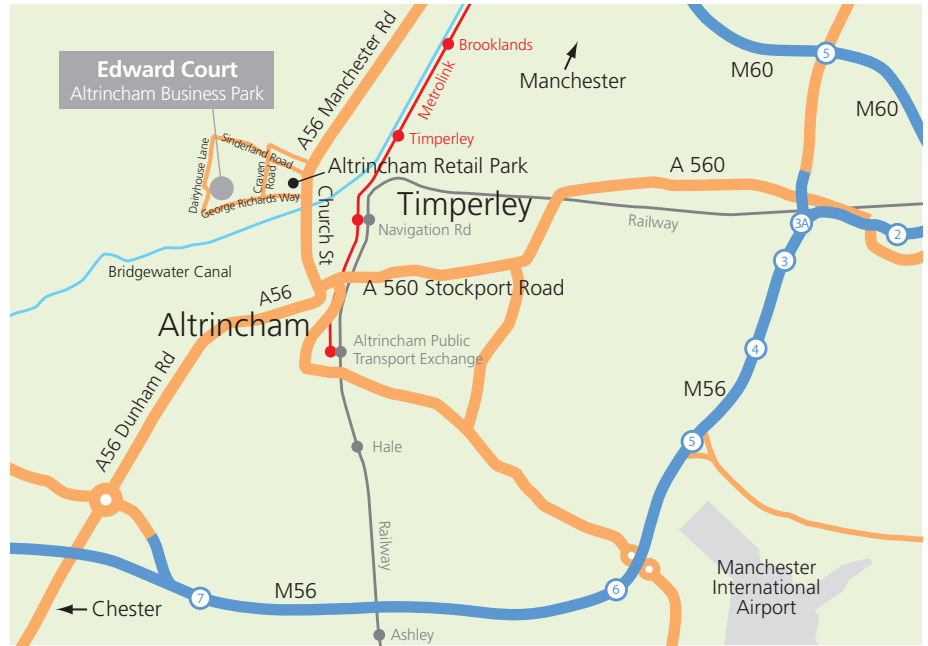 Brooklands
5
Edward Court
Altrincham Business Park
Manchester
M60
M60
A56 Manchester Rd
Metrolink
Timperley
Sinderland Road
Altrincham Retail Park
A 560
Dairyhouse Lane
Craven
Road
George Richards Way
Church St
Timperley
Railway
3A
Navigation Rd
2
Bridgewater Canal
3
A56
A 560 Stockport Road
Altrincham
Altrincham Public
Transport Exchange
4
M56
A56 Dunham Rd
Hale
5
Railway
Manchester
International
Airport
M56
6
7
Chester
Ashley